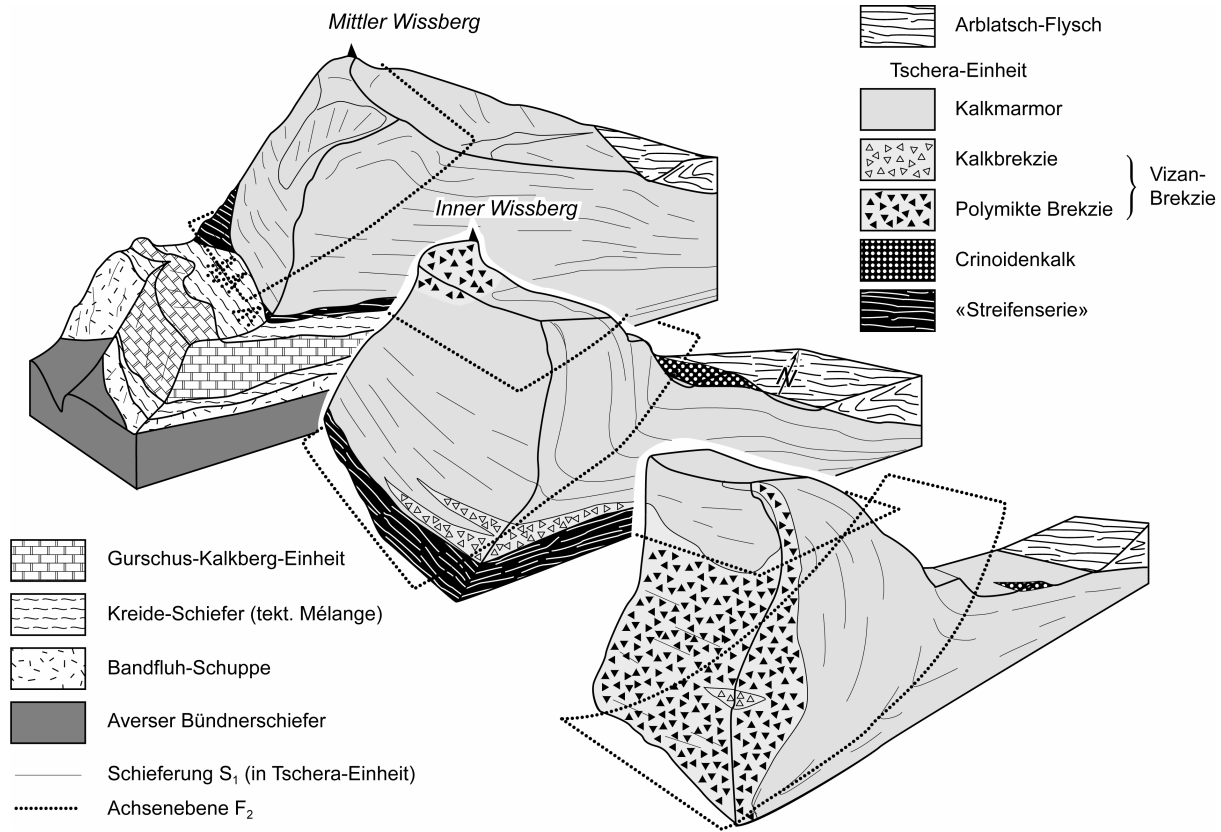 Mittler Wissberg
Inner Wissberg
N
Arblatsch-Flysch
Tschera-Einheit
Kalkmarmor
Kalkbrekzie
Polymikte Brekzie
Vizan-
Brekzie
Crinoidenkalk
«Streifenserie»
Gurschus-Kalkberg-Einheit
Kreide-Schiefer (tekt. Mélange)
Bandfluh-Schuppe
Averser Bündnerschiefer
Schieferung S₁ (in Tschera-Einheit)
Achsenebene F₂